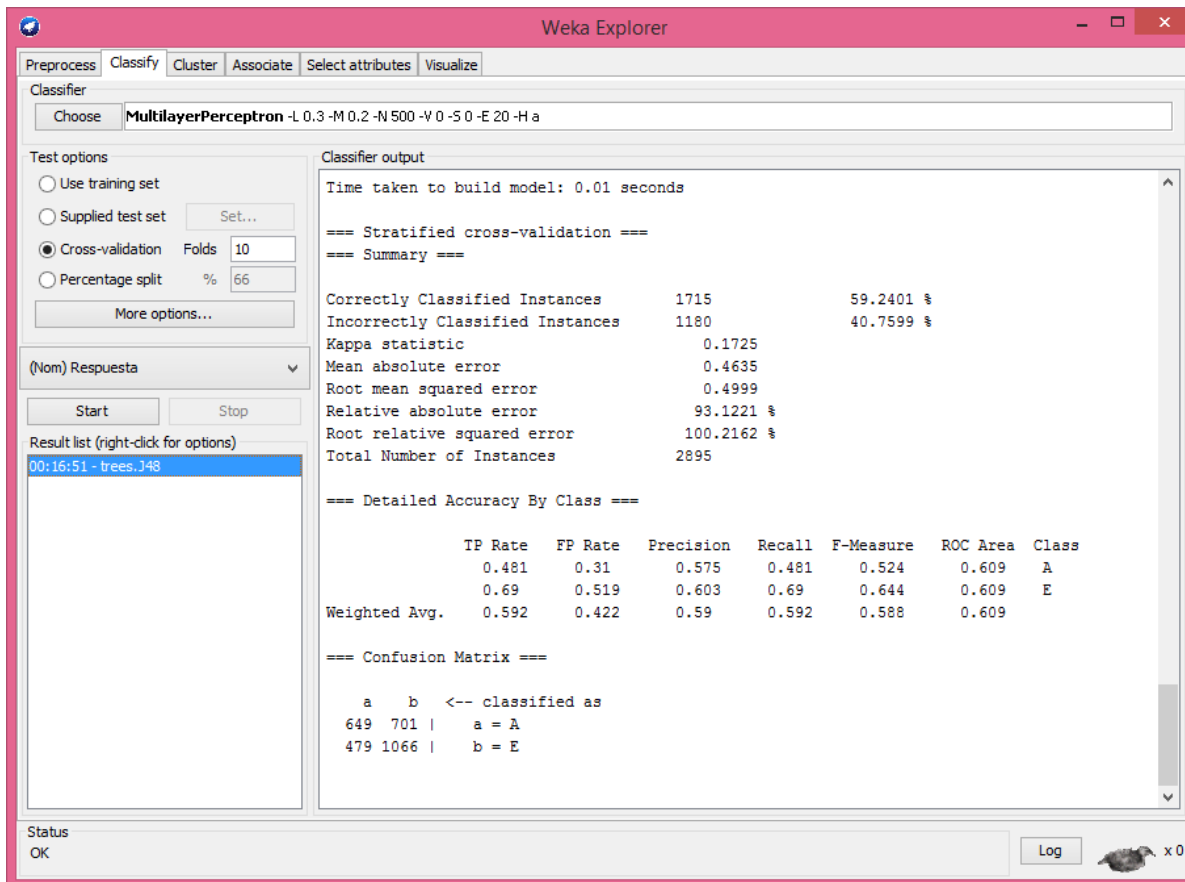 Weka Explorer
Preprocess Classify Cluster Associate Select attributes Visualize
Classifier
Choose MultilayerPerceptron -L 0.3 -M 0.2 -N 500 -V 0 -S 0 -E 20 -H a
Test options
Use training set
Supplied test set Set...
Cross-validation Folds 10
Percentage split % 66
More options...
(Nom) Respuesta
Start Stop
Result list (right-click for options)
00:16:51 - trees.J48
Classifier output
Time taken to build model: 0.01 seconds
=== Stratified cross-validation ===
=== Summary ===
Correctly Classified Instances 1715 59.2401 %
Incorrectly Classified Instances 1180 40.7599 %
Kappa statistic 0.1725
Mean absolute error 0.4635
Root mean squared error 0.4999
Relative absolute error 93.1221 %
Root relative squared error 100.2162 %
Total Number of Instances 2895
=== Detailed Accuracy By Class ===
TP Rate FP Rate Precision Recall F-Measure ROC Area Class
0.481 0.31 0.575 0.481 0.524 0.609 A
0.69 0.519 0.603 0.69 0.644 0.609 E
Weighted Avg. 0.592 0.422 0.59 0.592 0.588 0.609
=== Confusion Matrix ===
a b <-- classified as
649 701 | a = A
479 1066 | b = E
Status
OK
Log x 0